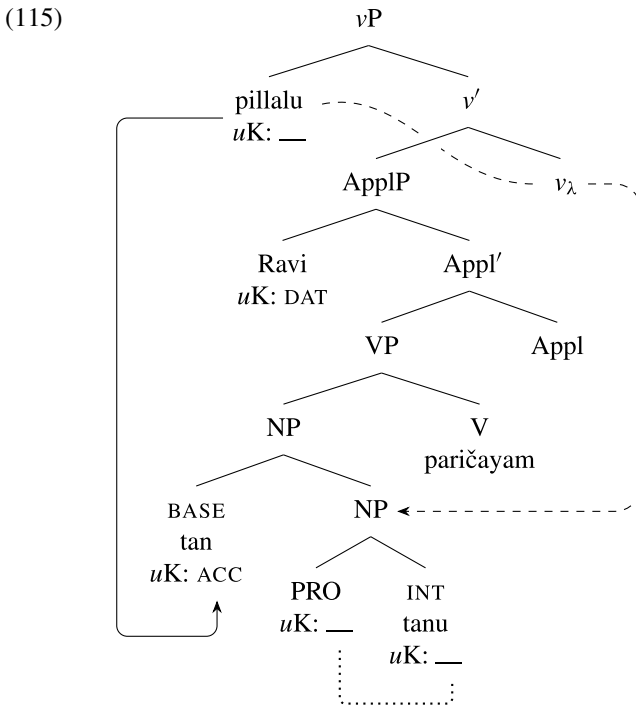 (115)
vP
pillalu v′
uK: __
ApplP vλ
Ravi Appl′
uK: DAT
VP Appl
NP V
paričayam
BASE NP
tan
uK: ACC
PRO INT
uK: __ tanu
uK: __